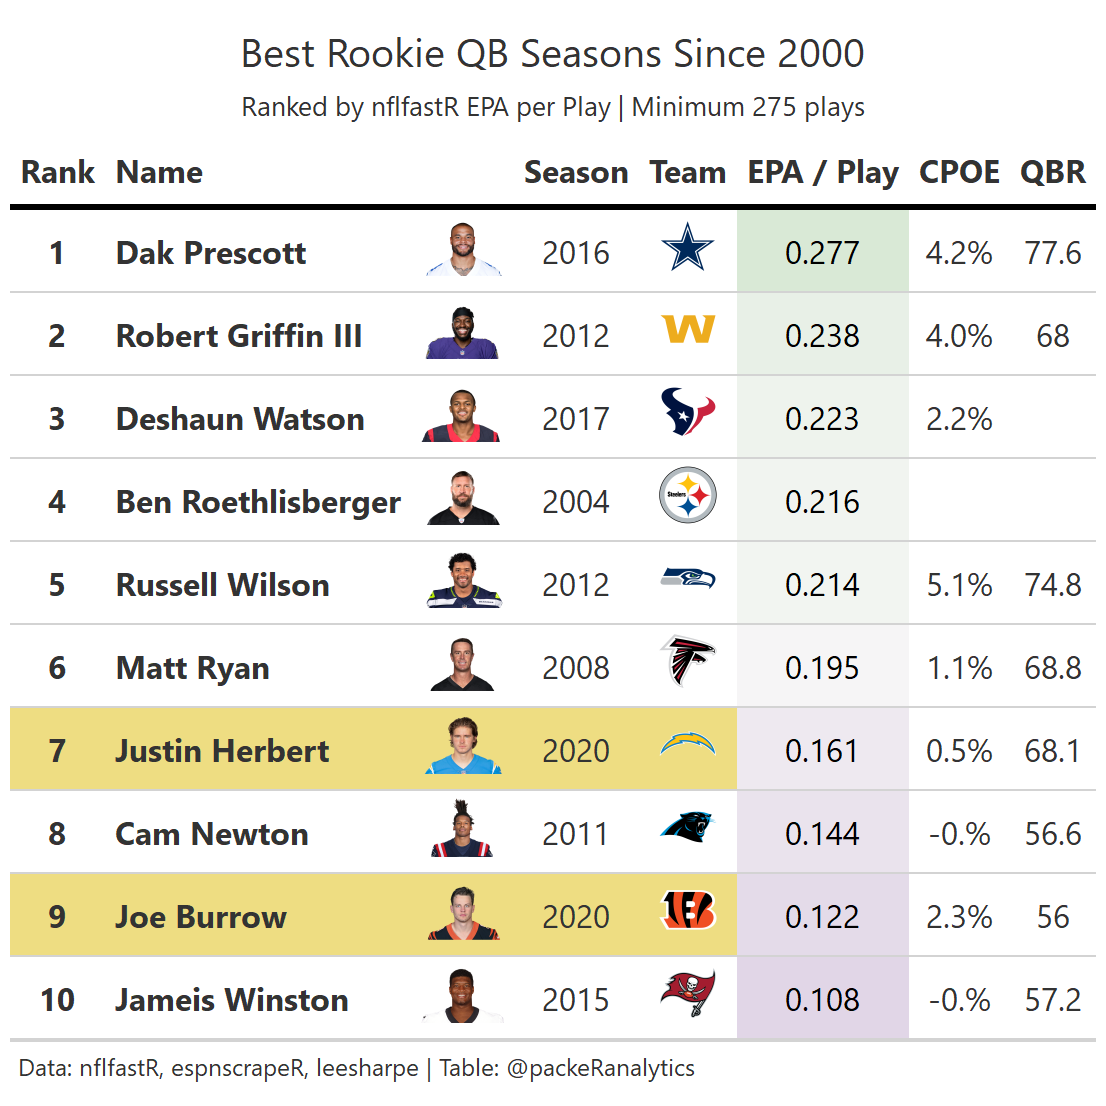 Best Rookie QB Seasons Since 2000
Ranked by nflfastR EPA per Play | Minimum 275 plays
Rank Name Season Team EPA / Play CPOE QBR
1 Dak Prescott 2016 0.277 4.2% 77.6
2 Robert Griffin III 2012 W 0.238 4.0% 68
3 Deshaun Watson 2017 0.223 2.2%
4 Ben Roethlisberger 2004 Steelers 0.216
5 Russell Wilson 2012 0.214 5.1% 74.8
6 Matt Ryan 2008 0.195 1.1% 68.8
7 Justin Herbert 2020 0.161 0.5% 68.1
8 Cam Newton 2011 0.144 -0.% 56.6
9 Joe Burrow 2020 B 0.122 2.3% 56
10 Jameis Winston 2015 0.108 -0.% 57.2
Data: nflfastR, espnscrapeR, leesharpe | Table: @packeRanalytics